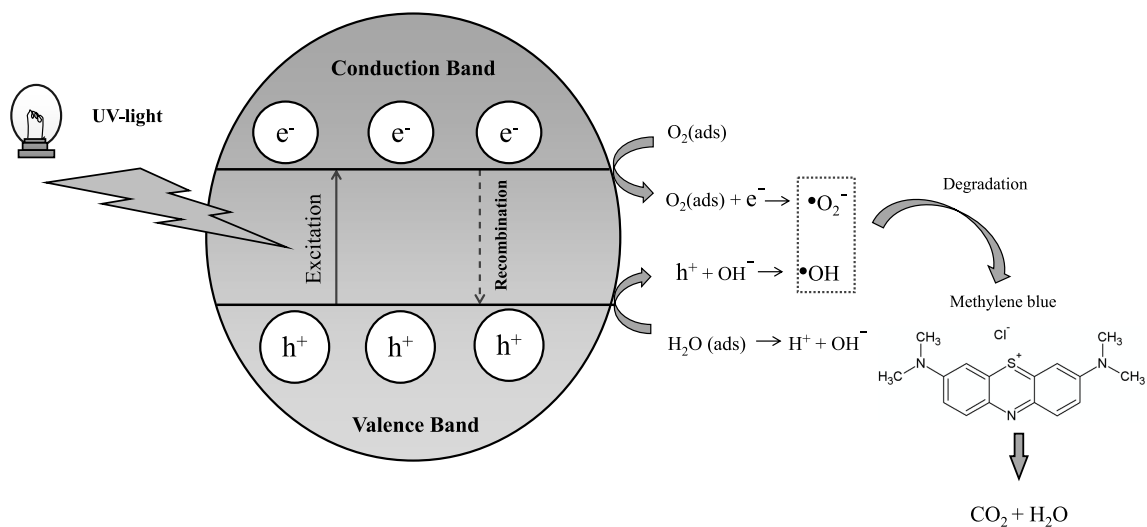 Conduction Band
UV-light
e⁻ e⁻ e⁻
Excitation
Recombination
h⁺ h⁺ h⁺
Valence Band
O₂(ads)
O₂(ads) + e⁻ → •O₂⁻
h⁺ + OH⁻ → •OH
H₂O (ads) → H⁺ + OH⁻
Degradation
Methylene blue
Cl⁻
CH₃ CH₃
H₃C N S⁺ N CH₃
N
CO₂ + H₂O